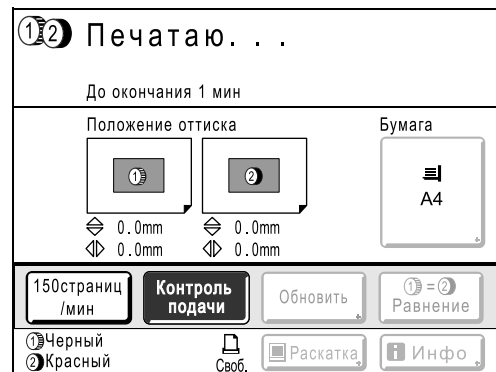 ①② Печатаю. . .
До окончания 1 мин
Положение оттиска
Бумага
① ②
A4
0.0mm 0.0mm
0.0mm 0.0mm
150страниц
/мин
Контроль
подачи
Обновить
①=②
Равнение
①Черный
②Красный
Своб.
Раскатка
i Инфо.